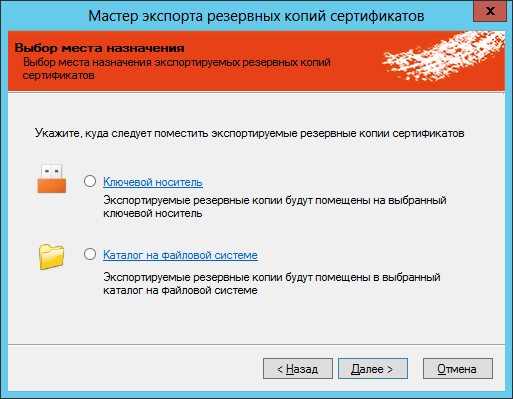 Мастер экспорта резервных копий сертификатов
x
Выбор места назначения
Выбор места назначения экспортируемых резервных копий
сертификатов
Укажите, куда следует поместить экспортируемые резервные копии сертификатов
Ключевой носитель
Экспортируемые резервные копии будут помещены на выбранный
ключевой носитель
Каталог на файловой системе
Экспортируемые резервные копии будут помещены в выбранный
каталог на файловой системе
< Назад
Далее >
Отмена